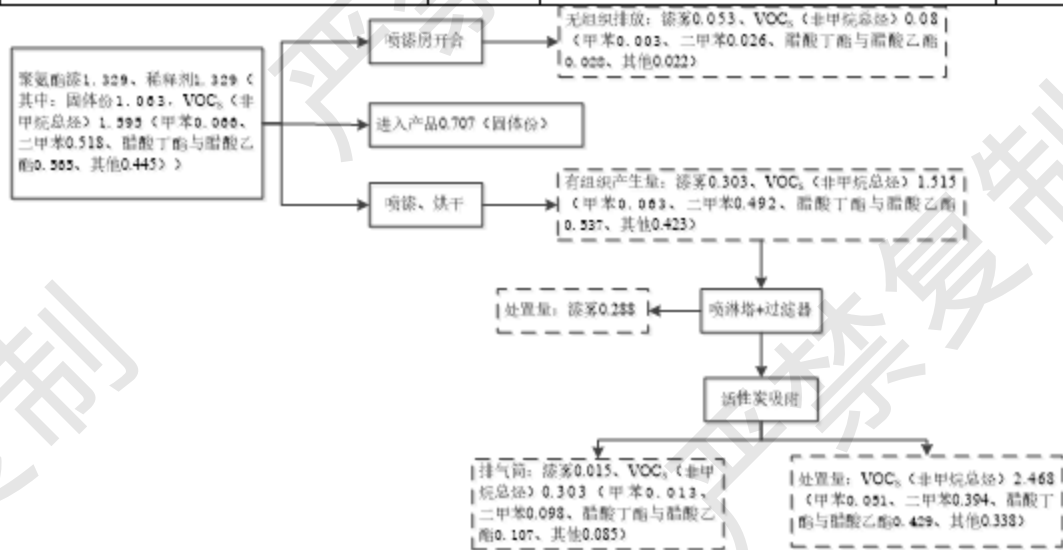 无组织排放：漆雾0.053、VOCs（非甲烷总烃）0.08
（甲苯0.003、二甲苯0.026、醋酸丁酯与醋酸乙酯
0.028、其他0.022）
喷漆房开合
聚氨酯漆1.329、稀释剂1.329（
其中：固体份1.063，VOCs（非
甲烷总烃）1.595（甲苯0.066、
二甲苯0.518、醋酸丁酯与醋酸乙
酯0.565、其他0.445））
进入产品0.707（固体份）
喷漆、烘干
有组织产生量：漆雾0.303、VOCs（非甲烷总烃）1.515
（甲苯0.063、二甲苯0.492、醋酸丁酯与醋酸乙酯
0.537、其他0.423）
处置量：漆雾0.288
喷淋塔+过滤器
活性炭吸附
排气筒：漆雾0.015、VOCs（非甲
烷总烃）0.303（甲苯0.013、
二甲苯0.098、醋酸丁酯与醋酸乙
酯0.107、其他0.085）
处置量：VOCs（非甲烷总烃）2.468
（甲苯0.051、二甲苯0.394、醋酸丁
酯与醋酸乙酯0.429、其他0.338）
严禁复制